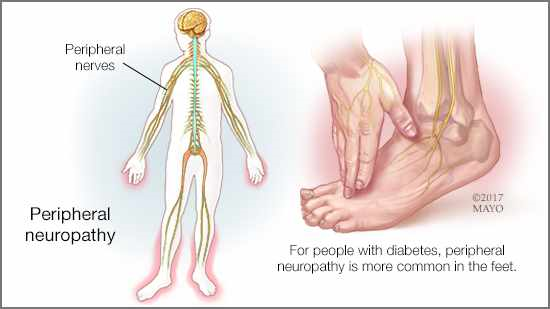 Peripheral
nerves
Peripheral
neuropathy
©2017
MAYO
For people with diabetes, peripheral
neuropathy is more common in the feet.